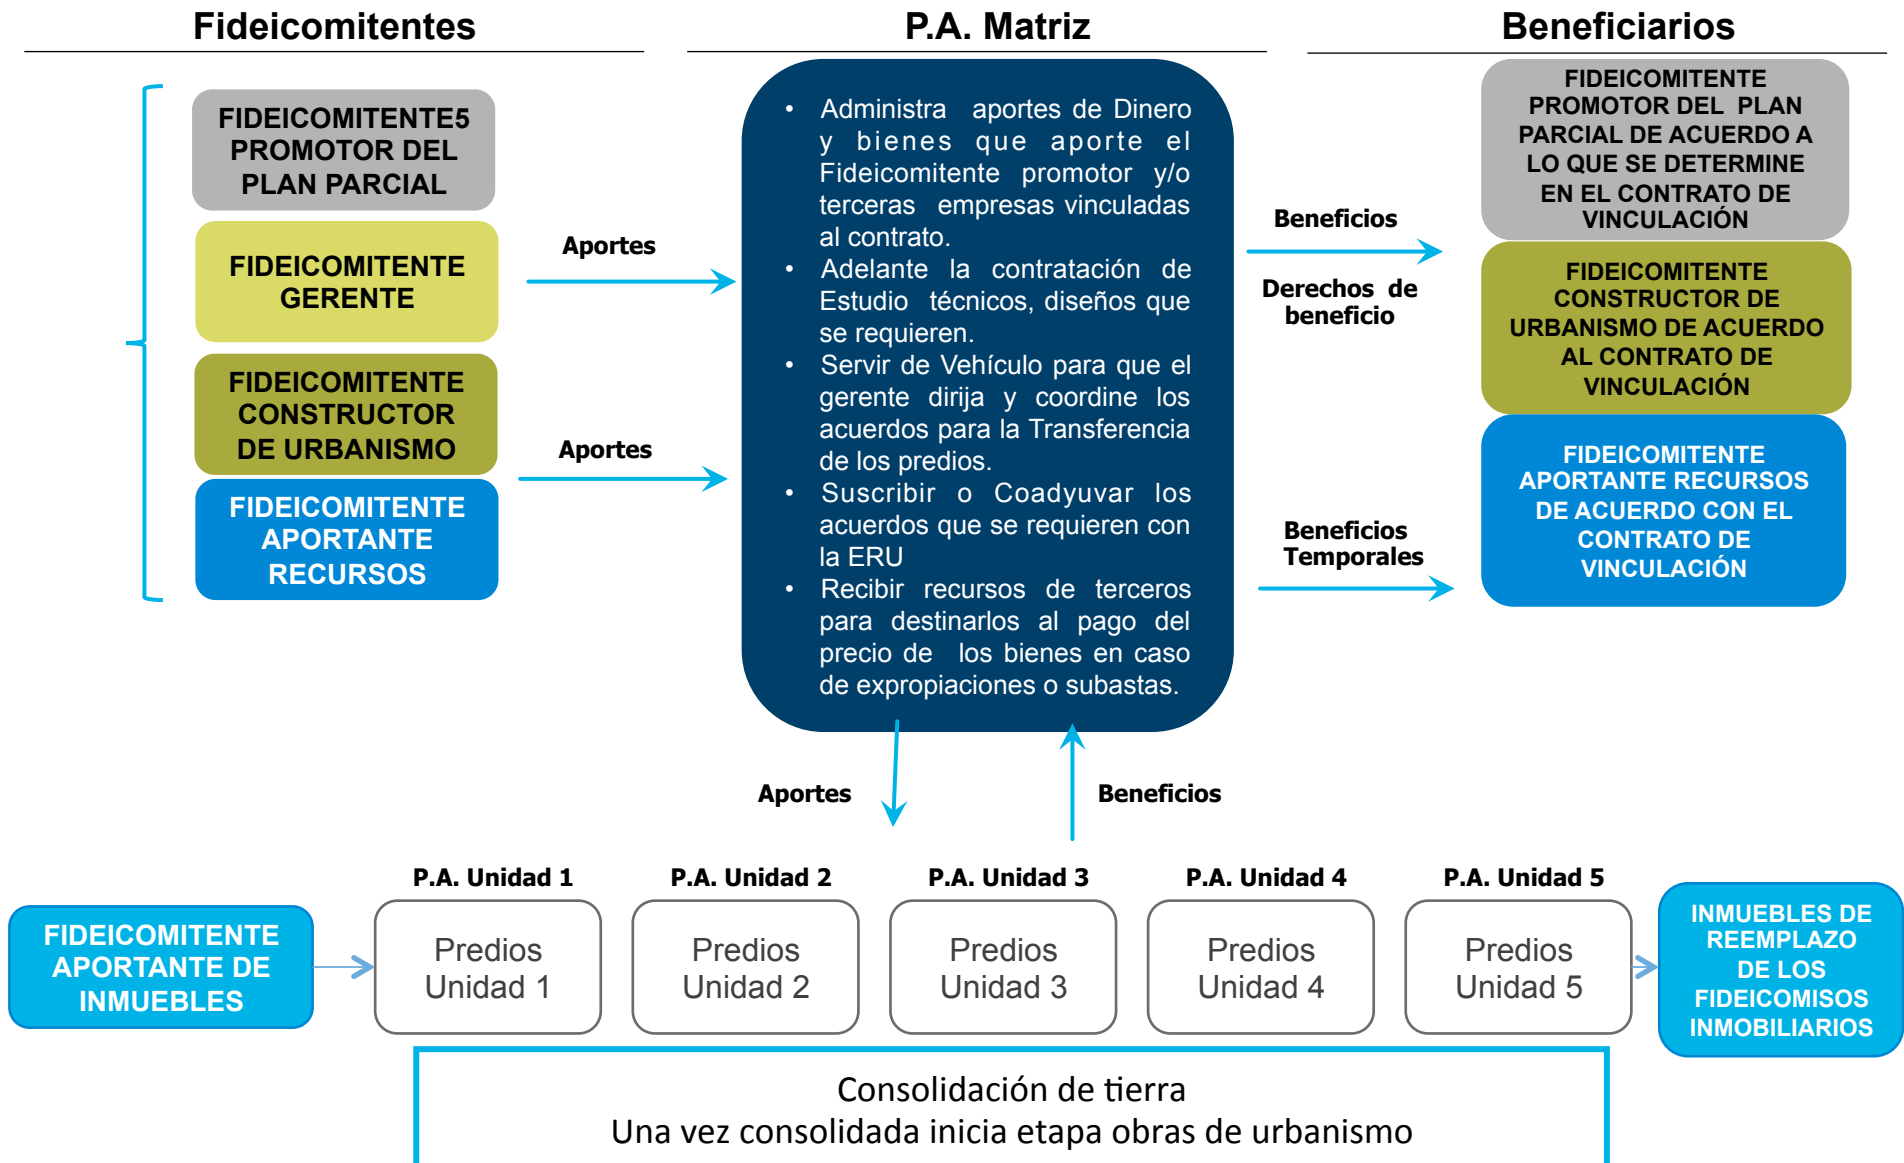 Fideicomitentes
P.A. Matriz
Beneficiarios
FIDEICOMITENTE5
PROMOTOR DEL
PLAN PARCIAL
FIDEICOMITENTE
GERENTE
FIDEICOMITENTE
CONSTRUCTOR
DE URBANISMO
FIDEICOMITENTE
APORTANTE
RECURSOS
Aportes
Aportes
• Administra aportes de Dinero
y bienes que aporte el
Fideicomitente promotor y/o
terceras empresas vinculadas
al contrato.
• Adelante la contratación de
Estudio técnicos, diseños que
se requieren.
• Servir de Vehículo para que el
gerente dirija y coordine los
acuerdos para la Transferencia
de los predios.
• Suscribir o Coadyuvar los
acuerdos que se requieren con
la ERU
• Recibir recursos de terceros
para destinarlos al pago del
precio de los bienes en caso
de expropiaciones o subastas.
Beneficios
Derechos de
beneficio
Beneficios
Temporales
FIDEICOMITENTE
PROMOTOR DEL PLAN
PARCIAL DE ACUERDO A
LO QUE SE DETERMINE
EN EL CONTRATO DE
VINCULACIÓN
FIDEICOMITENTE
CONSTRUCTOR DE
URBANISMO DE ACUERDO
AL CONTRATO DE
VINCULACIÓN
FIDEICOMITENTE
APORTANTE RECURSOS
DE ACUERDO CON EL
CONTRATO DE
VINCULACIÓN
Aportes
Beneficios
P.A. Unidad 1
P.A. Unidad 2
P.A. Unidad 3
P.A. Unidad 4
P.A. Unidad 5
FIDEICOMITENTE
APORTANTE DE
INMUEBLES
Predios
Unidad 1
Predios
Unidad 2
Predios
Unidad 3
Predios
Unidad 4
Predios
Unidad 5
INMUEBLES DE
REEMPLAZO
DE LOS
FIDEICOMISOS
INMOBILIARIOS
Consolidación de tierra
Una vez consolidada inicia etapa obras de urbanismo